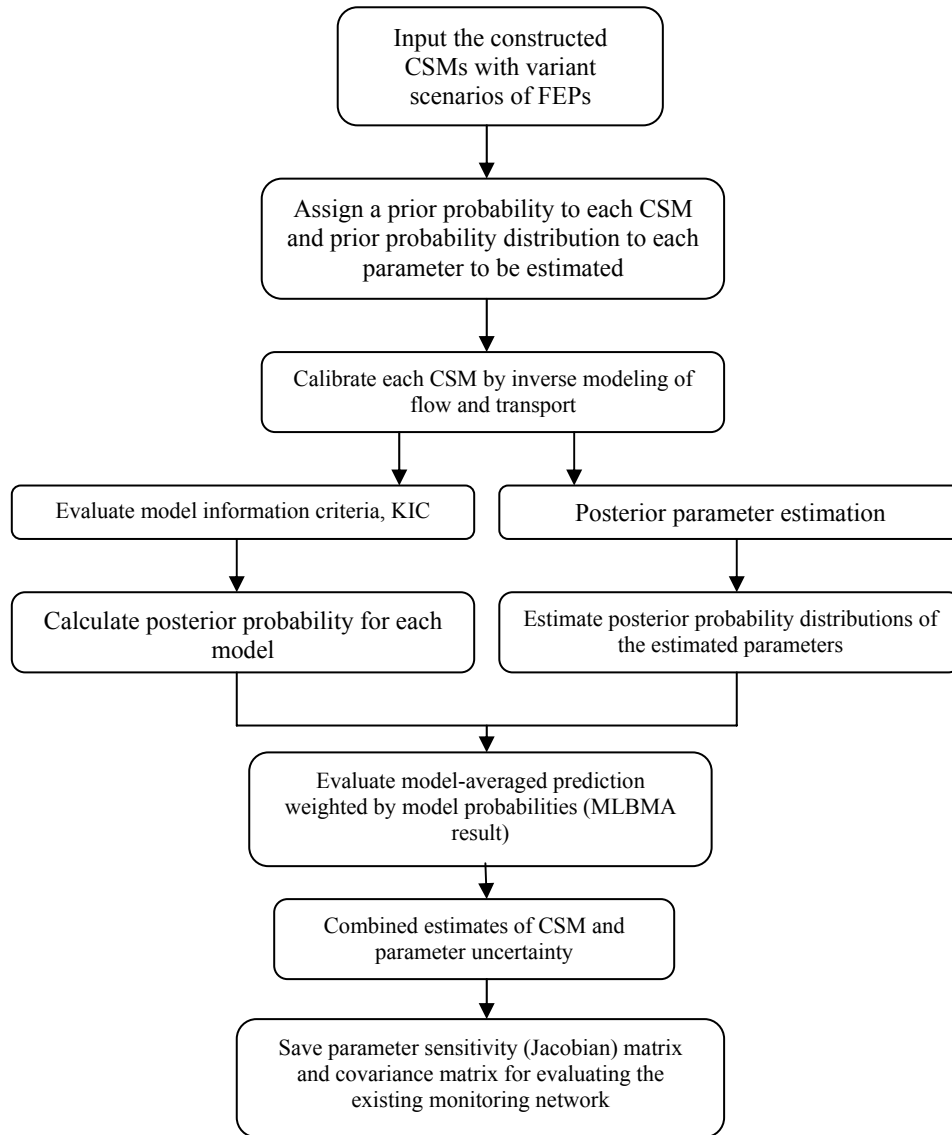 Input the constructed
CSMs with variant
scenarios of FEPs
Assign a prior probability to each CSM
and prior probability distribution to each
parameter to be estimated
Calibrate each CSM by inverse modeling of
flow and transport
Evaluate model information criteria, KIC
Posterior parameter estimation
Calculate posterior probability for each
model
Estimate posterior probability distributions of
the estimated parameters
Evaluate model-averaged prediction
weighted by model probabilities (MLBMA
result)
Combined estimates of CSM and
parameter uncertainty
Save parameter sensitivity (Jacobian) matrix
and covariance matrix for evaluating the
existing monitoring network